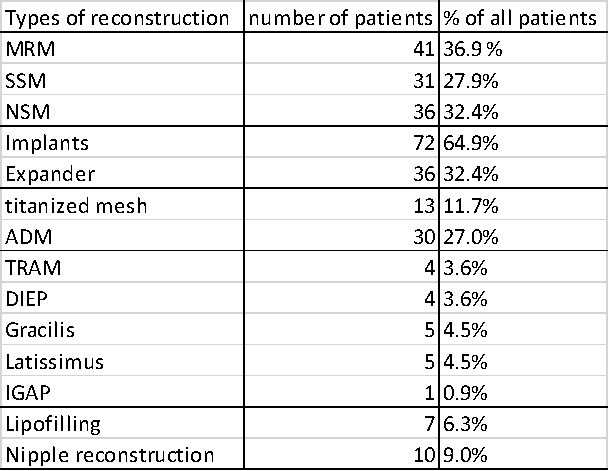 Types of reconstruction number of patients % of all patients
MRM 41 36.9 %
SSM 31 27.9%
NSM 36 32.4%
Implants 72 64.9%
Expander 36 32.4%
titanized mesh 13 11.7%
ADM 30 27.0%
TRAM 4 3.6%
DIEP 4 3.6%
Gracilis 5 4.5%
Latissimus 5 4.5%
IGAP 1 0.9%
Lipofilling 7 6.3%
Nipple reconstruction 10 9.0%